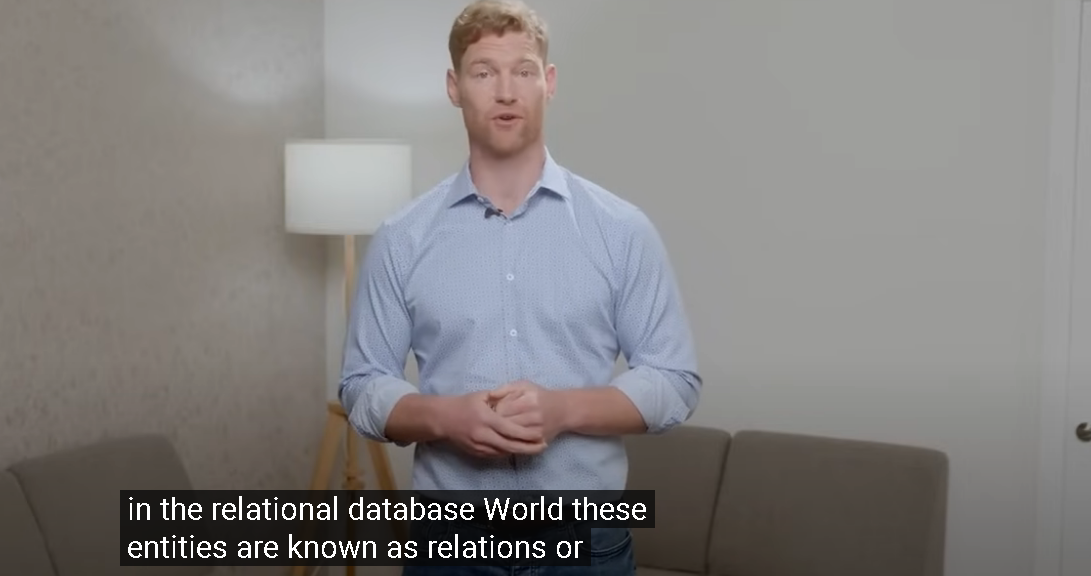 in the relational database World these
entities are known as relations or